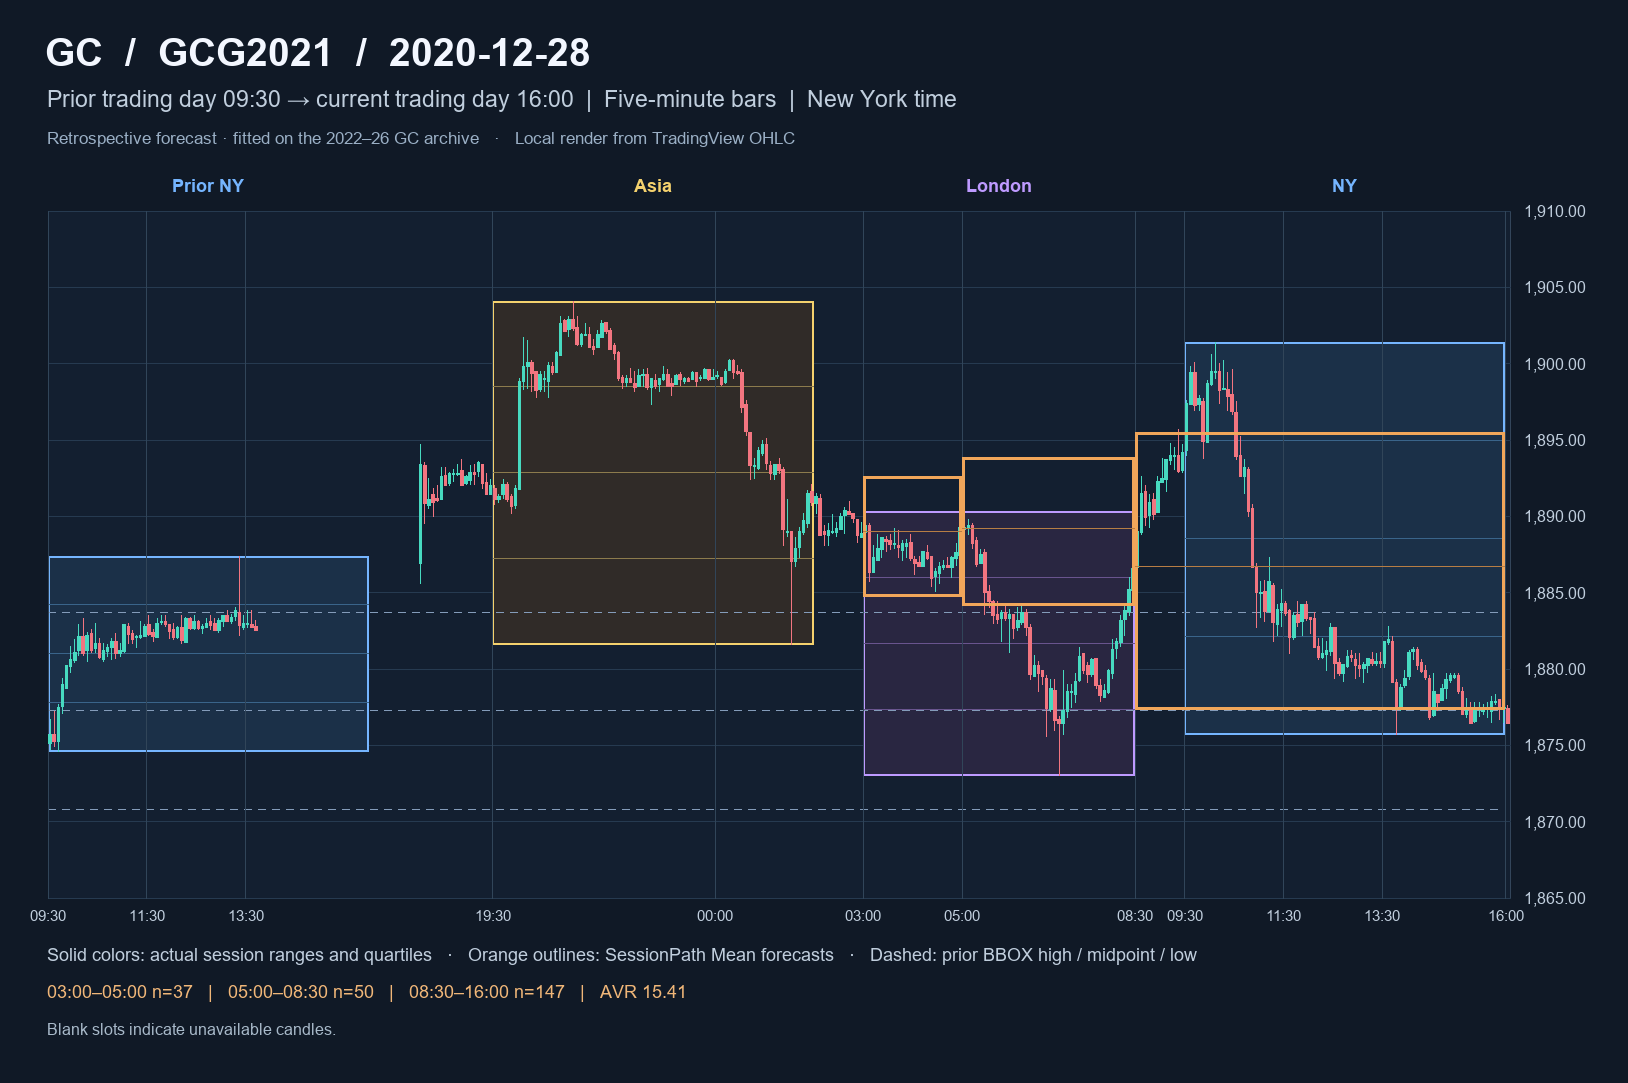 GC / GCG2021 / 2020-12-28
Prior trading day 09:30 → current trading day 16:00 | Five-minute bars | New York time
Retrospective forecast · fitted on the 2022–26 GC archive · Local render from TradingView OHLC
Prior NY
Asia
London
NY
1,910.00
1,905.00
1,900.00
1,895.00
1,890.00
1,885.00
1,880.00
1,875.00
1,870.00
1,865.00
09:30 11:30 13:30 19:30 00:00 03:00 05:00 08:30 09:30 11:30 13:30 16:00
Solid colors: actual session ranges and quartiles · Orange outlines: SessionPath Mean forecasts · Dashed: prior BBOX high / midpoint / low
03:00–05:00 n=37 | 05:00–08:30 n=50 | 08:30–16:00 n=147 | AVR 15.41
Blank slots indicate unavailable candles.